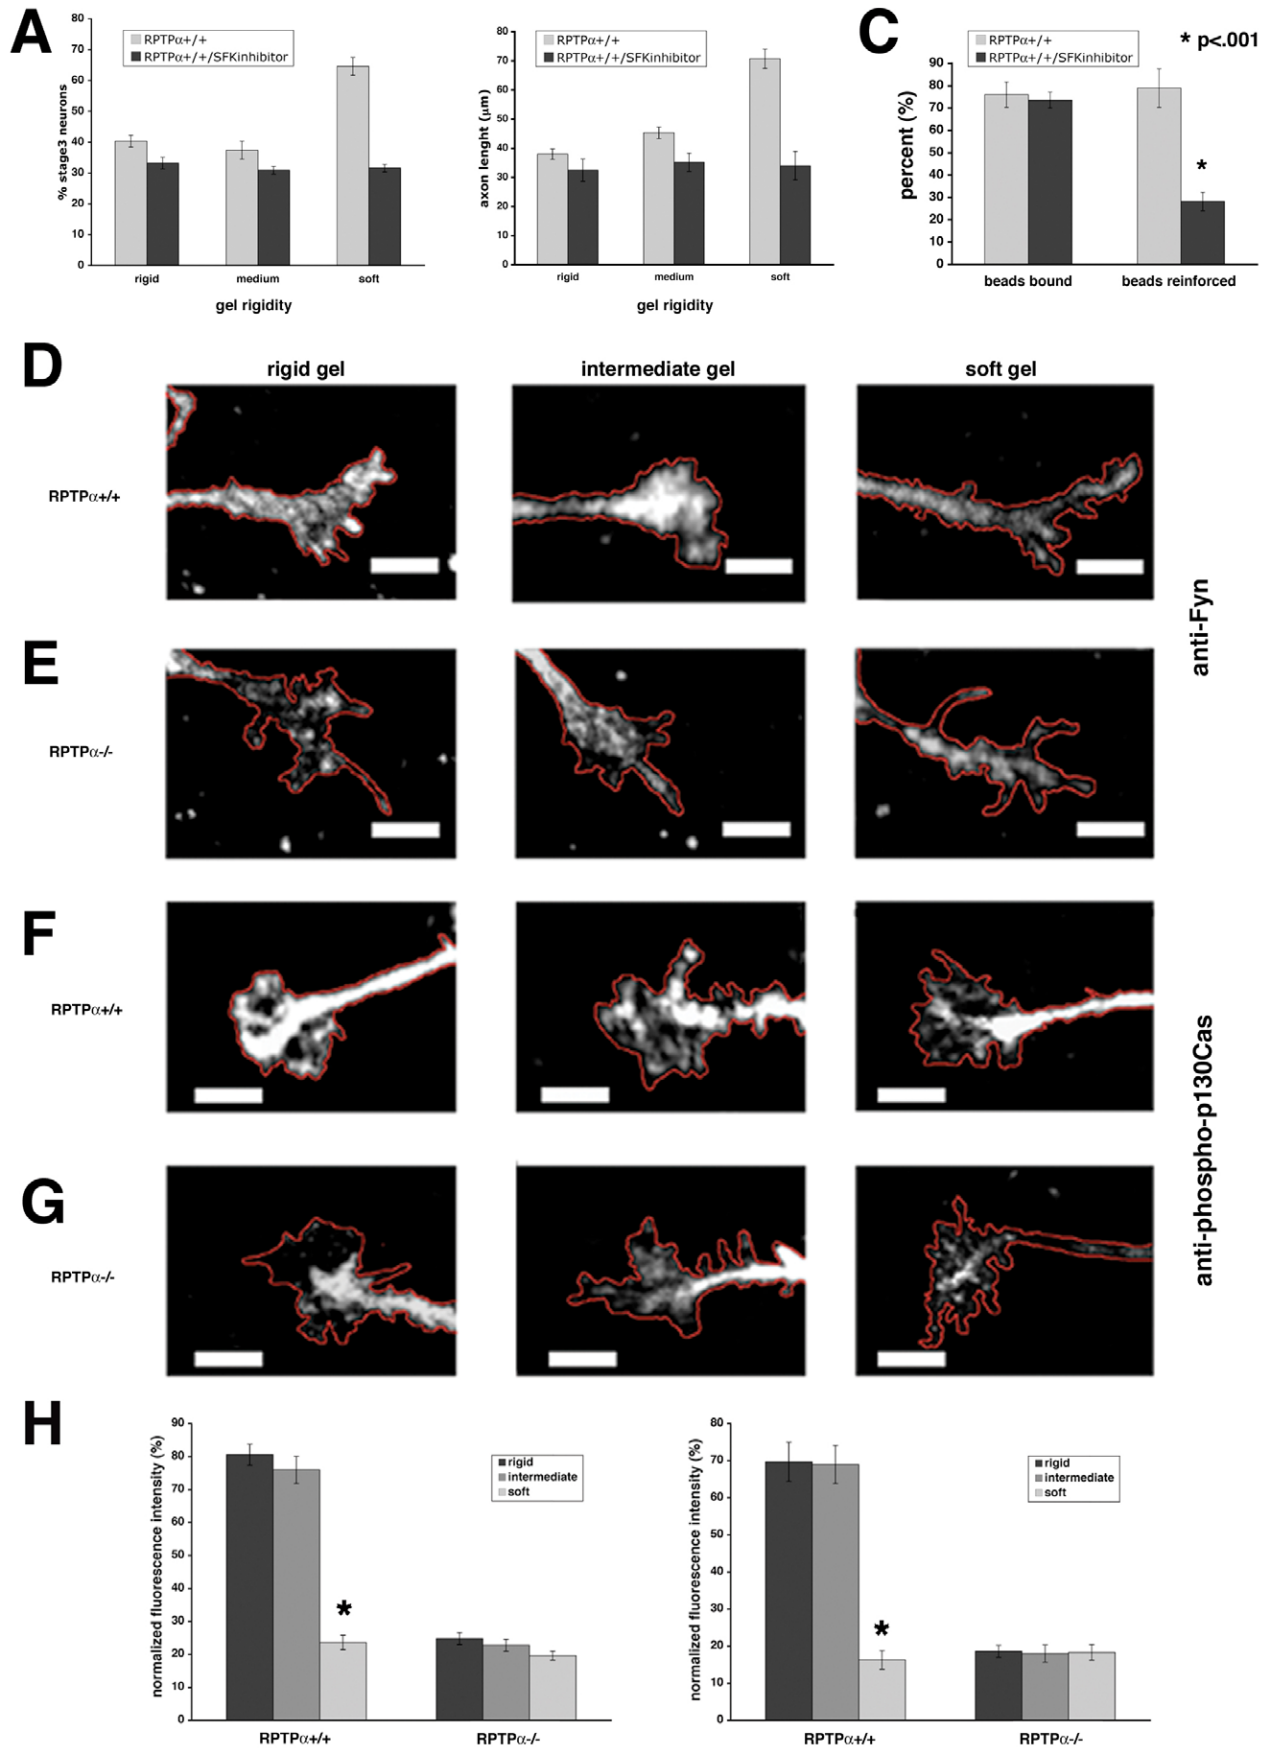 A
80
70
60
50
40
30
20
10
0
% stage3 neurons
RPTPα+/+
RPTPα+/+/SFKinhibitor
rigid medium soft
gel rigidity
80
70
60
50
40
30
20
10
0
axon lenght (μm)
RPTPα+/+
RPTPα+/+/SFKinhibitor
rigid medium soft
gel rigidity
C
* p<.001
RPTPα+/+
RPTPα+/+/SFKinhibitor
90
80
70
60
50
40
30
20
10
0
percent (%)
*
beads bound beads reinforced
D
rigid gel intermediate gel soft gel
RPTPα+/+
anti-Fyn
E
RPTPα-/-
F
RPTPα+/+
anti-phospho-p130Cas
G
RPTPα-/-
H
90
80
70
60
50
40
30
20
10
0
normalized fluorescence intensity (%)
rigid
intermediate
soft
*
RPTPα+/+ RPTPα-/-
80
70
60
50
40
30
20
10
0
normalized fluorescence intensity (%)
rigid
intermediate
soft
*
RPTPα+/+ RPTPα-/-